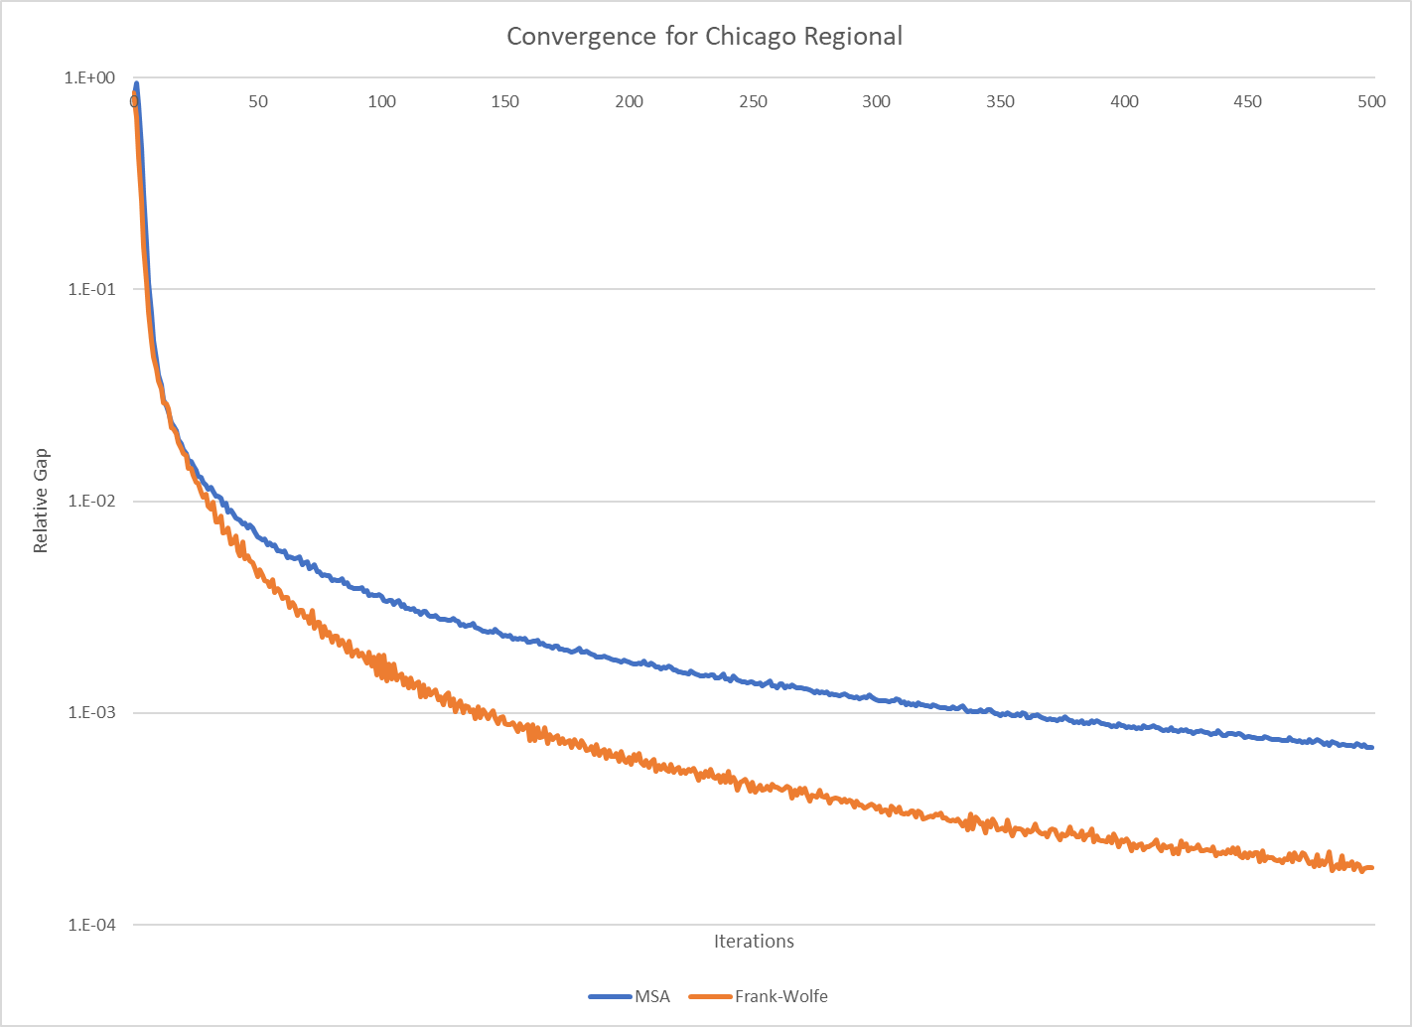 Convergence for Chicago Regional
1.E+00
0 50 100 150 200 250 300 350 400 450 500
1.E-01
1.E-02
1.E-03
1.E-04
Relative Gap
Iterations
MSA Frank-Wolfe